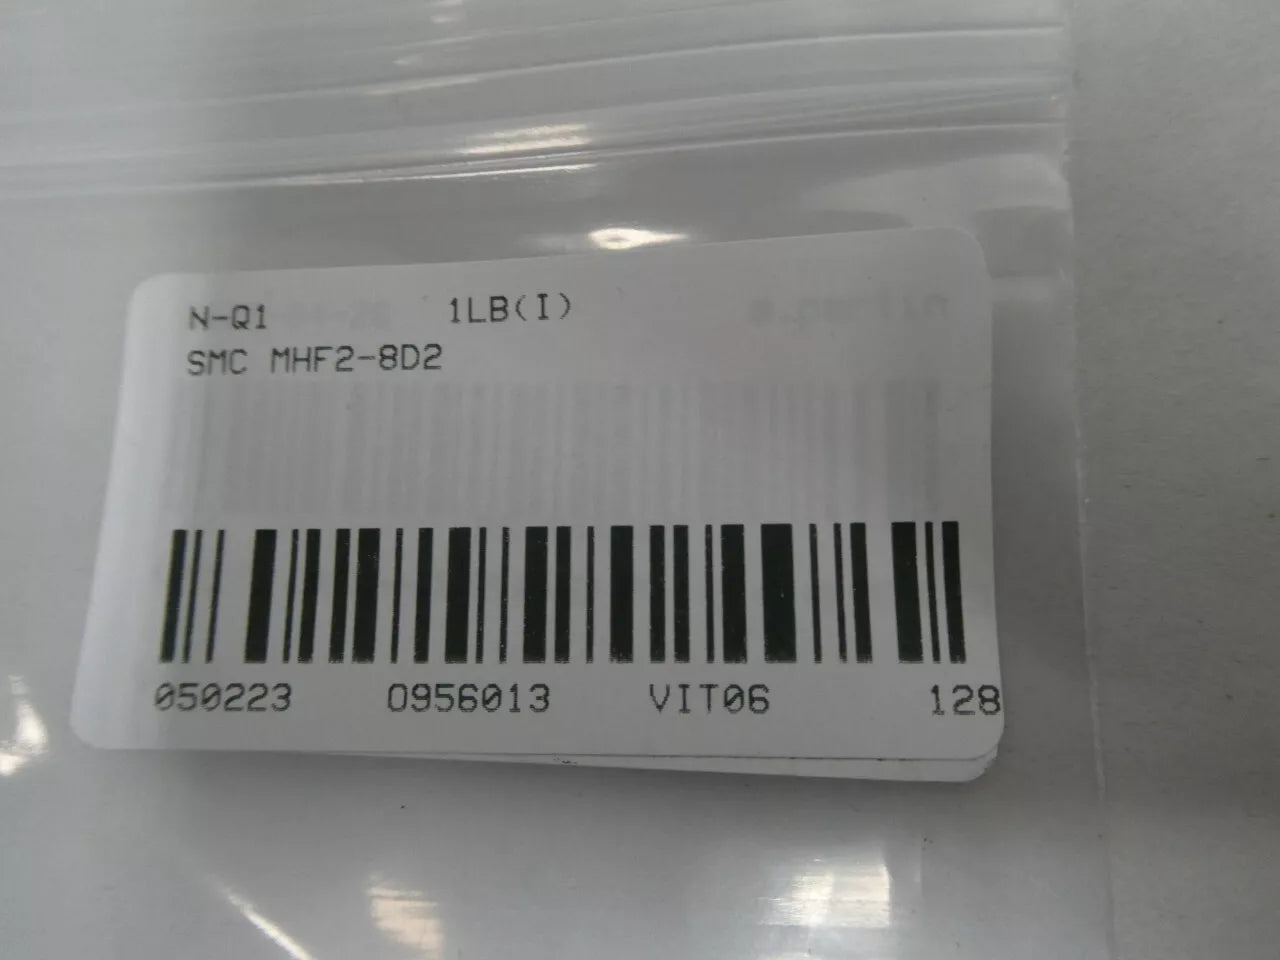 N-Q1 1LB(I)
SMC MHF2-8D2
050223 0956013 VIT06 128